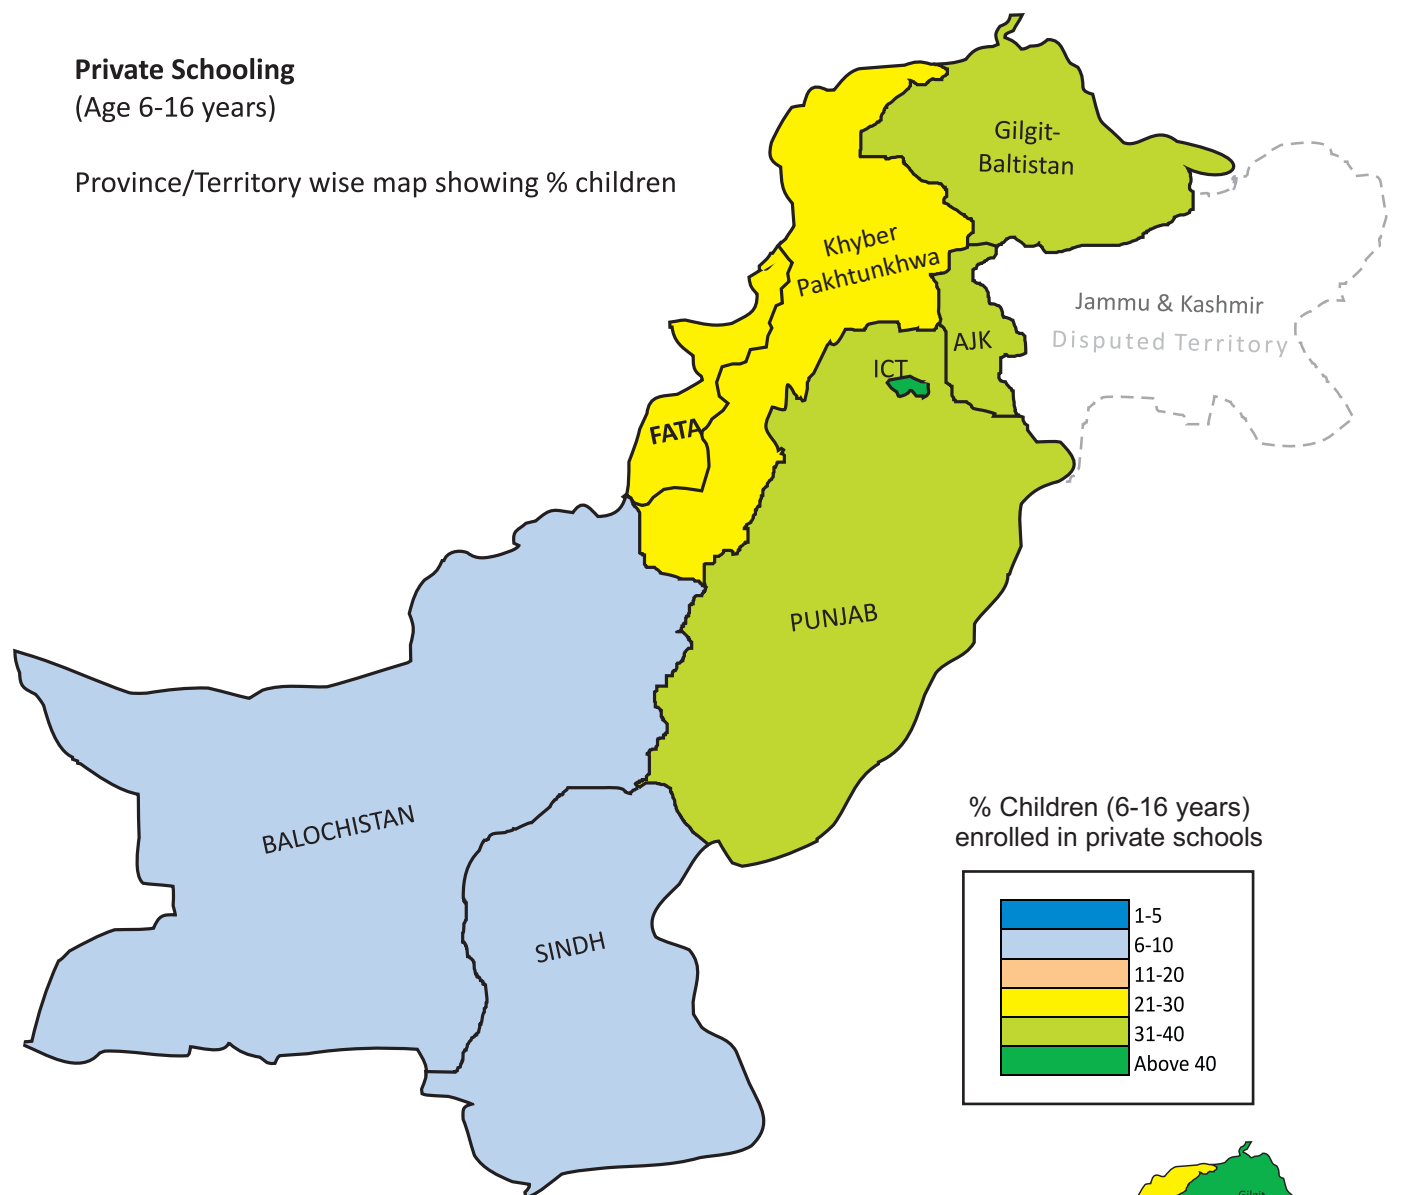 Private Schooling
(Age 6-16 years)
Province/Territory wise map showing % children
Gilgit-
Baltistan
Khyber
Pakhtunkhwa
Jammu & Kashmir
Disputed Territory
AJK
ICT
FATA
PUNJAB
BALOCHISTAN
SINDH
% Children (6-16 years)
enrolled in private schools
1-5
6-10
11-20
21-30
31-40
Above 40
Gilgit-